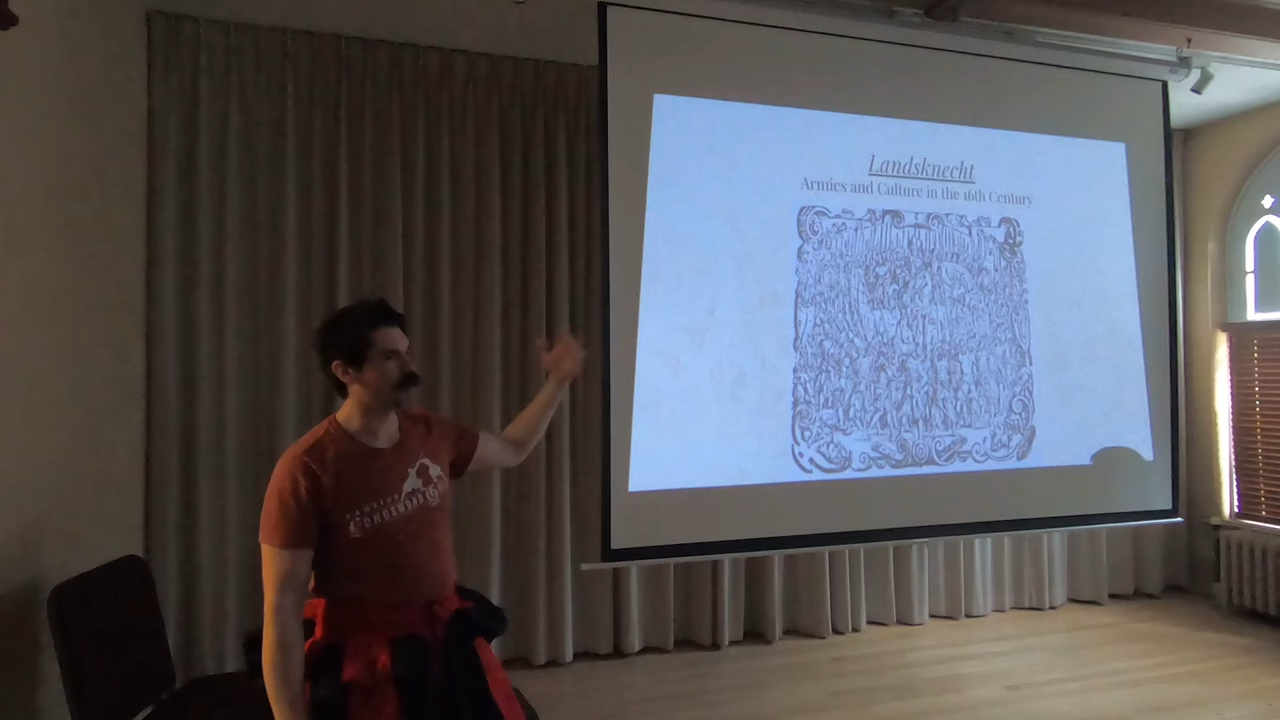 Landsknecht
Armies and Culture in the 16th Century